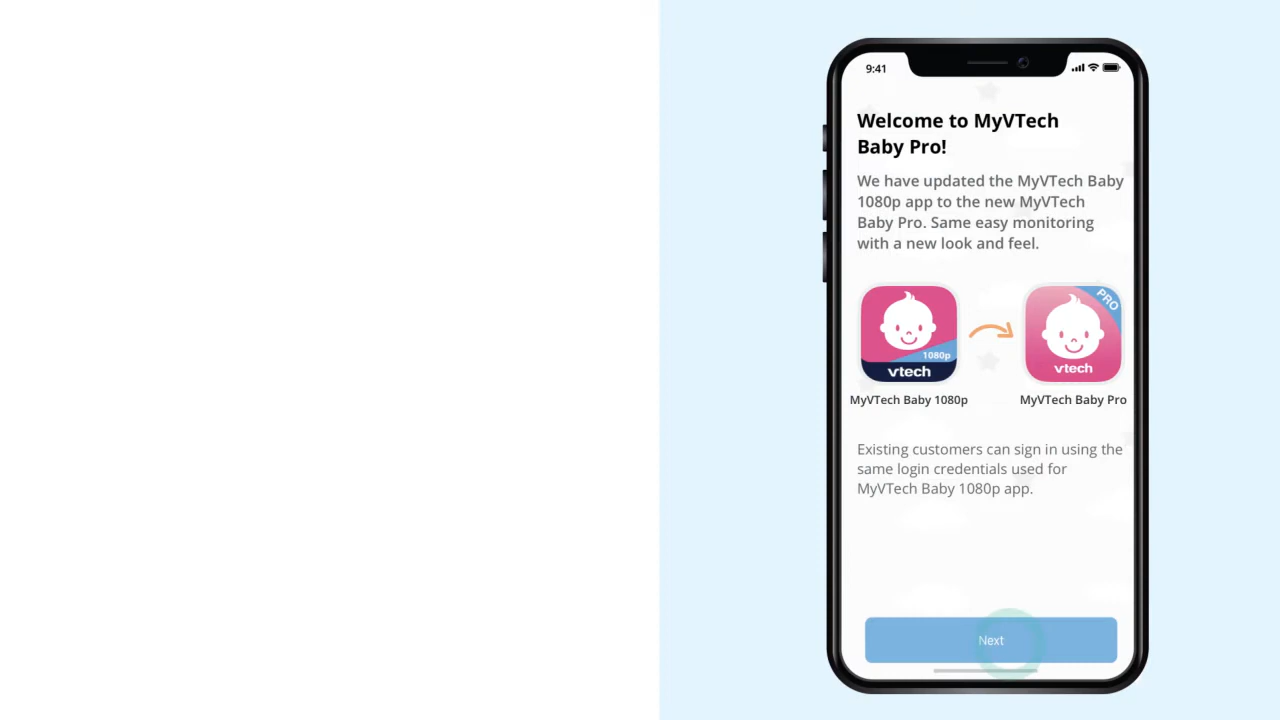 9:41
Welcome to MyVTech
Baby Pro!
We have updated the MyVTech Baby
1080p app to the new MyVTech
Baby Pro. Same easy monitoring
with a new look and feel.
1080p
vtech
PRO
vtech
MyVTech Baby 1080p
MyVTech Baby Pro
Existing customers can sign in using the
same login credentials used for
MyVTech Baby 1080p app.
Next